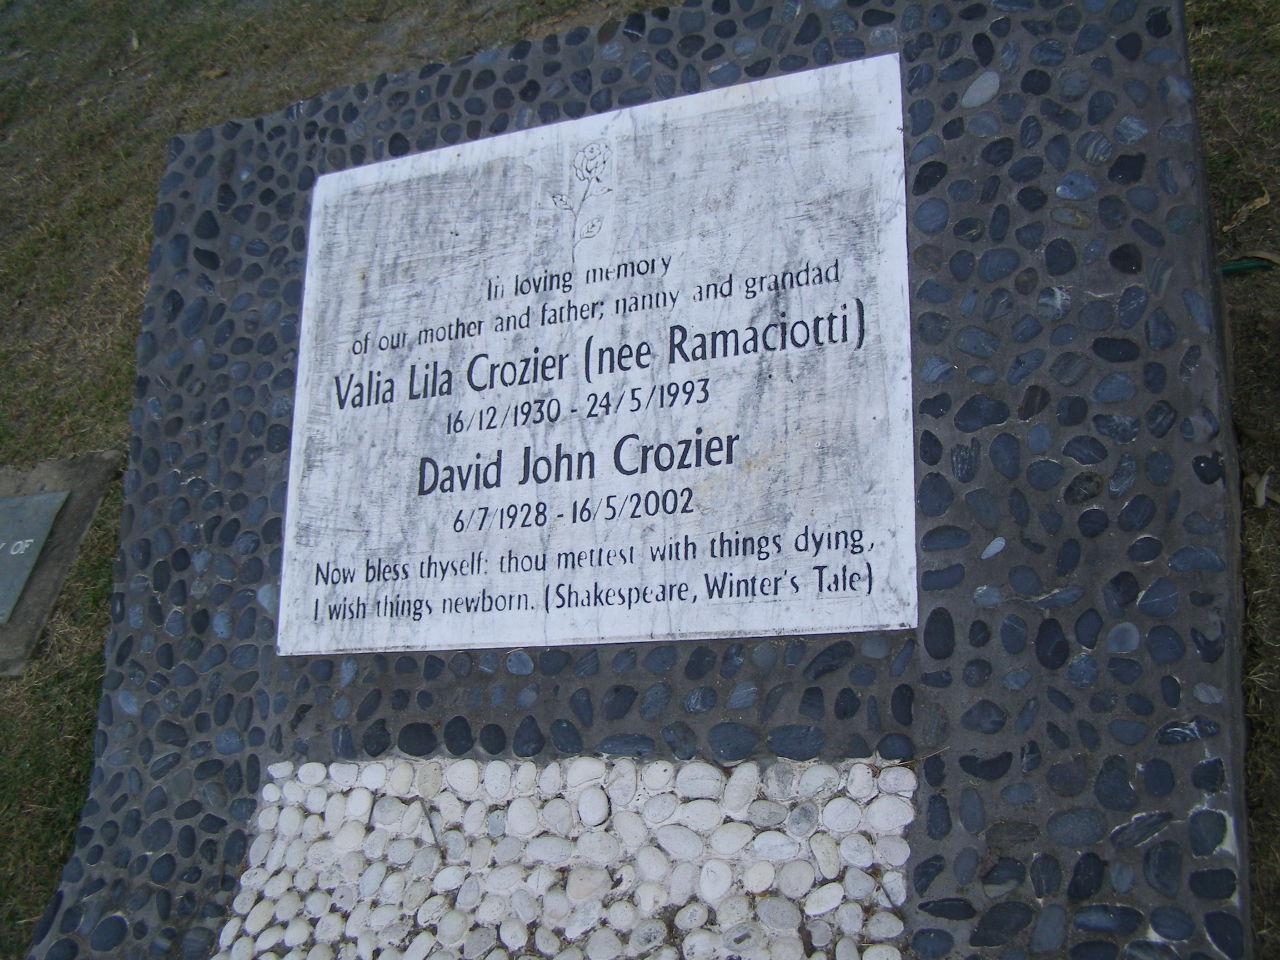 In loving memory
of our mother and father; nanny and grandad
Valia Lila Crozier (nee Ramaciotti)
16/12/1930 - 24/5/1993
David John Crozier
6/7/1928 - 16/5/2002
Now bless thyself: thou mettest with things dying,
I wish things newborn. (Shakespeare, Winter's Tale)
Y OF